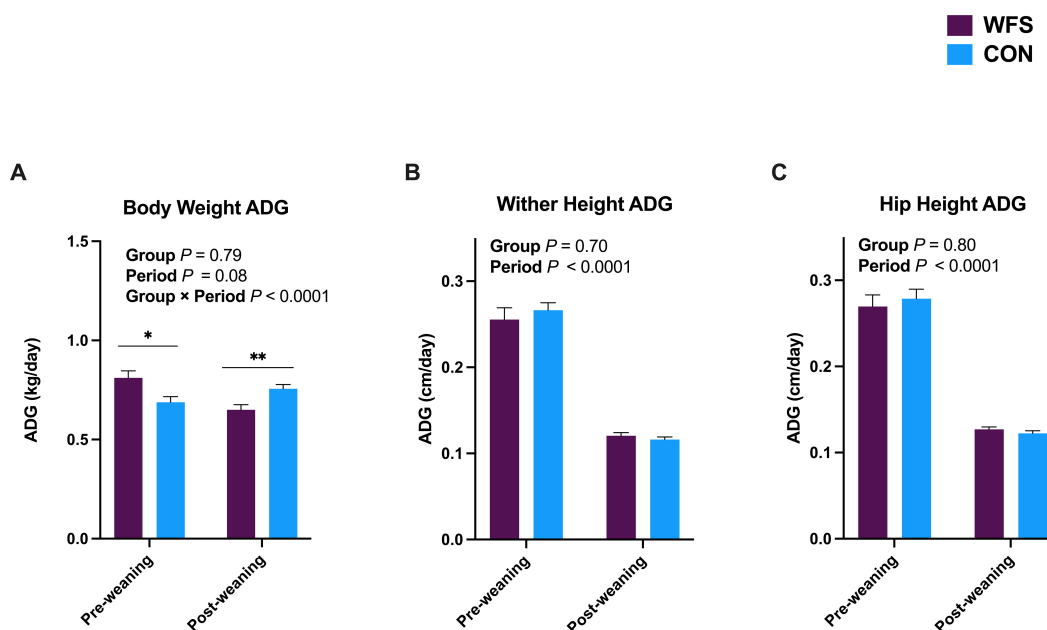 WFS
CON
A
Body Weight ADG
Group P = 0.79
Period P = 0.08
Group × Period P < 0.0001
*
**
ADG (kg/day)
1.5
1.0
0.5
0.0
Pre-weaning
Post-weaning
B
Wither Height ADG
Group P = 0.70
Period P < 0.0001
ADG (cm/day)
0.3
0.2
0.1
0.0
Pre-weaning
Post-weaning
C
Hip Height ADG
Group P = 0.80
Period P < 0.0001
ADG (cm/day)
0.3
0.2
0.1
0.0
Pre-weaning
Post-weaning